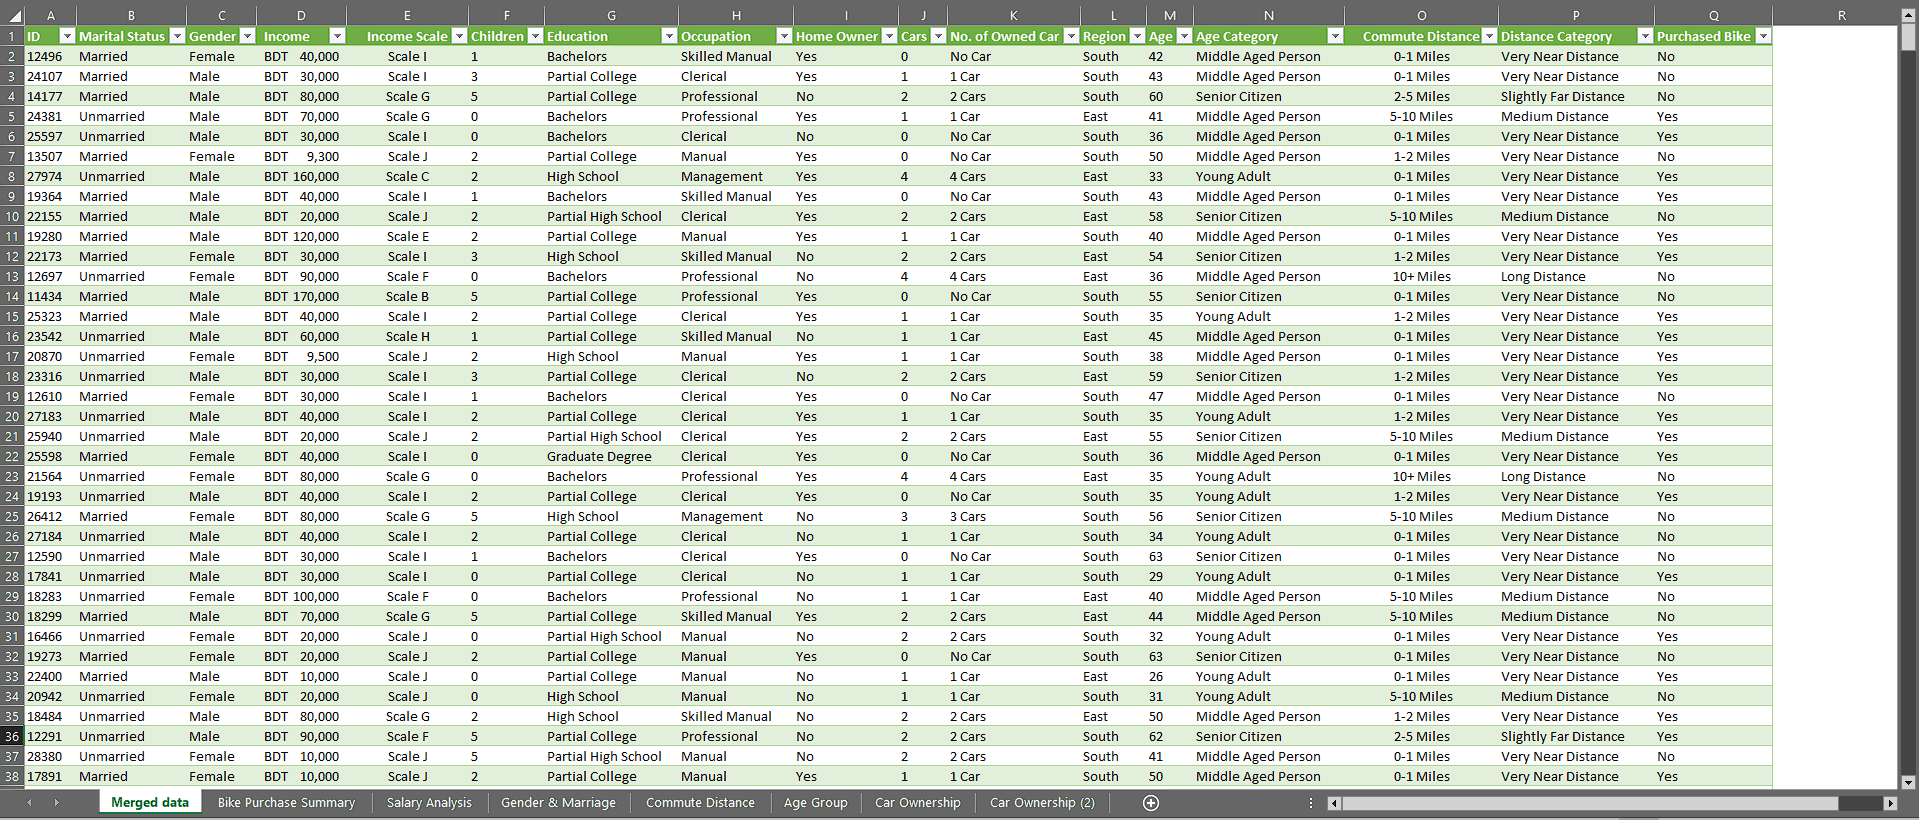 A B C D E F G H I J K L M N O P Q R
1 ID Marital Status Gender Income Income Scale Children Education Occupation Home Owner Cars No. of Owned Car Region Age Age Category Commute Distance Distance Category Purchased Bike
2 12496 Married Female BDT 40,000 Scale I 1 Bachelors Skilled Manual Yes 0 No Car South 42 Middle Aged Person 0-1 Miles Very Near Distance No
3 24107 Married Male BDT 30,000 Scale I 3 Partial College Clerical Yes 1 1 Car South 43 Middle Aged Person 0-1 Miles Very Near Distance No
4 14177 Married Male BDT 80,000 Scale G 5 Partial College Professional No 2 2 Cars South 60 Senior Citizen 2-5 Miles Slightly Far Distance No
5 24381 Unmarried Male BDT 70,000 Scale G 0 Bachelors Professional Yes 1 1 Car East 41 Middle Aged Person 5-10 Miles Medium Distance Yes
6 25597 Unmarried Male BDT 30,000 Scale I 0 Bachelors Clerical No 0 No Car South 36 Middle Aged Person 0-1 Miles Very Near Distance Yes
7 13507 Married Female BDT 9,300 Scale J 2 Partial College Manual Yes 0 No Car South 50 Middle Aged Person 1-2 Miles Very Near Distance No
8 27974 Unmarried Male BDT 160,000 Scale C 2 High School Management Yes 4 4 Cars East 33 Young Adult 0-1 Miles Very Near Distance Yes
9 19364 Married Male BDT 40,000 Scale I 1 Bachelors Skilled Manual Yes 0 No Car South 43 Middle Aged Person 0-1 Miles Very Near Distance Yes
10 22155 Married Male BDT 20,000 Scale J 2 Partial High School Clerical Yes 2 2 Cars East 58 Senior Citizen 5-10 Miles Medium Distance No
11 19280 Married Male BDT 120,000 Scale E 2 Partial College Manual Yes 1 1 Car South 40 Middle Aged Person 0-1 Miles Very Near Distance Yes
12 22173 Married Female BDT 30,000 Scale I 3 High School Skilled Manual No 2 2 Cars East 54 Senior Citizen 1-2 Miles Very Near Distance Yes
13 12697 Unmarried Female BDT 90,000 Scale F 0 Bachelors Professional No 4 4 Cars East 36 Middle Aged Person 10+ Miles Long Distance No
14 11434 Married Male BDT 170,000 Scale B 5 Partial College Professional Yes 0 No Car South 55 Senior Citizen 0-1 Miles Very Near Distance No
15 25323 Married Male BDT 40,000 Scale I 2 Partial College Clerical Yes 1 1 Car South 35 Young Adult 1-2 Miles Very Near Distance Yes
16 23542 Unmarried Male BDT 60,000 Scale H 1 Partial College Skilled Manual No 1 1 Car East 45 Middle Aged Person 0-1 Miles Very Near Distance Yes
17 20870 Unmarried Female BDT 9,500 Scale J 2 High School Manual Yes 1 1 Car South 38 Middle Aged Person 0-1 Miles Very Near Distance Yes
18 23316 Unmarried Male BDT 30,000 Scale I 3 Partial College Clerical No 2 2 Cars East 59 Senior Citizen 1-2 Miles Very Near Distance Yes
19 12610 Married Female BDT 30,000 Scale I 1 Bachelors Clerical Yes 0 No Car South 47 Middle Aged Person 0-1 Miles Very Near Distance No
20 27183 Unmarried Male BDT 40,000 Scale I 2 Partial College Clerical Yes 1 1 Car South 35 Young Adult 1-2 Miles Very Near Distance Yes
21 25940 Unmarried Male BDT 20,000 Scale J 2 Partial High School Clerical Yes 2 2 Cars East 55 Senior Citizen 5-10 Miles Medium Distance Yes
22 25598 Married Female BDT 40,000 Scale I 0 Graduate Degree Clerical Yes 0 No Car South 36 Middle Aged Person 0-1 Miles Very Near Distance Yes
23 21564 Unmarried Female BDT 80,000 Scale G 0 Bachelors Professional Yes 4 4 Cars East 35 Young Adult 10+ Miles Long Distance No
24 19193 Unmarried Male BDT 40,000 Scale I 2 Partial College Clerical Yes 0 No Car South 35 Young Adult 1-2 Miles Very Near Distance Yes
25 26412 Married Female BDT 80,000 Scale G 5 High School Management No 3 3 Cars South 56 Senior Citizen 5-10 Miles Medium Distance No
26 27184 Unmarried Male BDT 40,000 Scale I 2 Partial College Clerical No 1 1 Car South 34 Young Adult 0-1 Miles Very Near Distance No
27 12590 Unmarried Male BDT 30,000 Scale I 1 Bachelors Clerical Yes 0 No Car South 63 Senior Citizen 0-1 Miles Very Near Distance No
28 17841 Unmarried Male BDT 30,000 Scale I 0 Partial College Clerical No 1 1 Car South 29 Young Adult 0-1 Miles Very Near Distance Yes
29 18283 Unmarried Female BDT 100,000 Scale F 0 Bachelors Professional No 1 1 Car East 40 Middle Aged Person 5-10 Miles Medium Distance No
30 18299 Married Male BDT 70,000 Scale G 5 Partial College Skilled Manual Yes 2 2 Cars East 44 Middle Aged Person 5-10 Miles Medium Distance No
31 16466 Unmarried Female BDT 20,000 Scale J 0 Partial High School Manual No 2 2 Cars South 32 Young Adult 0-1 Miles Very Near Distance Yes
32 19273 Married Female BDT 20,000 Scale J 2 Partial College Manual Yes 0 No Car South 63 Senior Citizen 0-1 Miles Very Near Distance No
33 22400 Married Male BDT 10,000 Scale J 0 Partial College Manual No 1 1 Car East 26 Young Adult 0-1 Miles Very Near Distance Yes
34 20942 Unmarried Female BDT 20,000 Scale J 0 High School Manual No 1 1 Car South 31 Young Adult 5-10 Miles Medium Distance No
35 18484 Unmarried Male BDT 80,000 Scale G 2 High School Skilled Manual No 2 2 Cars East 50 Middle Aged Person 1-2 Miles Very Near Distance Yes
36 12291 Unmarried Male BDT 90,000 Scale F 5 Partial College Professional No 2 2 Cars South 62 Senior Citizen 2-5 Miles Slightly Far Distance Yes
37 28380 Unmarried Female BDT 10,000 Scale J 5 Partial High School Manual No 2 2 Cars South 41 Middle Aged Person 0-1 Miles Very Near Distance No
38 17891 Married Female BDT 10,000 Scale J 2 Partial College Manual Yes 1 1 Car South 50 Middle Aged Person 0-1 Miles Very Near Distance Yes
Merged data Bike Purchase Summary Salary Analysis Gender & Marriage Commute Distance Age Group Car Ownership Car Ownership (2)